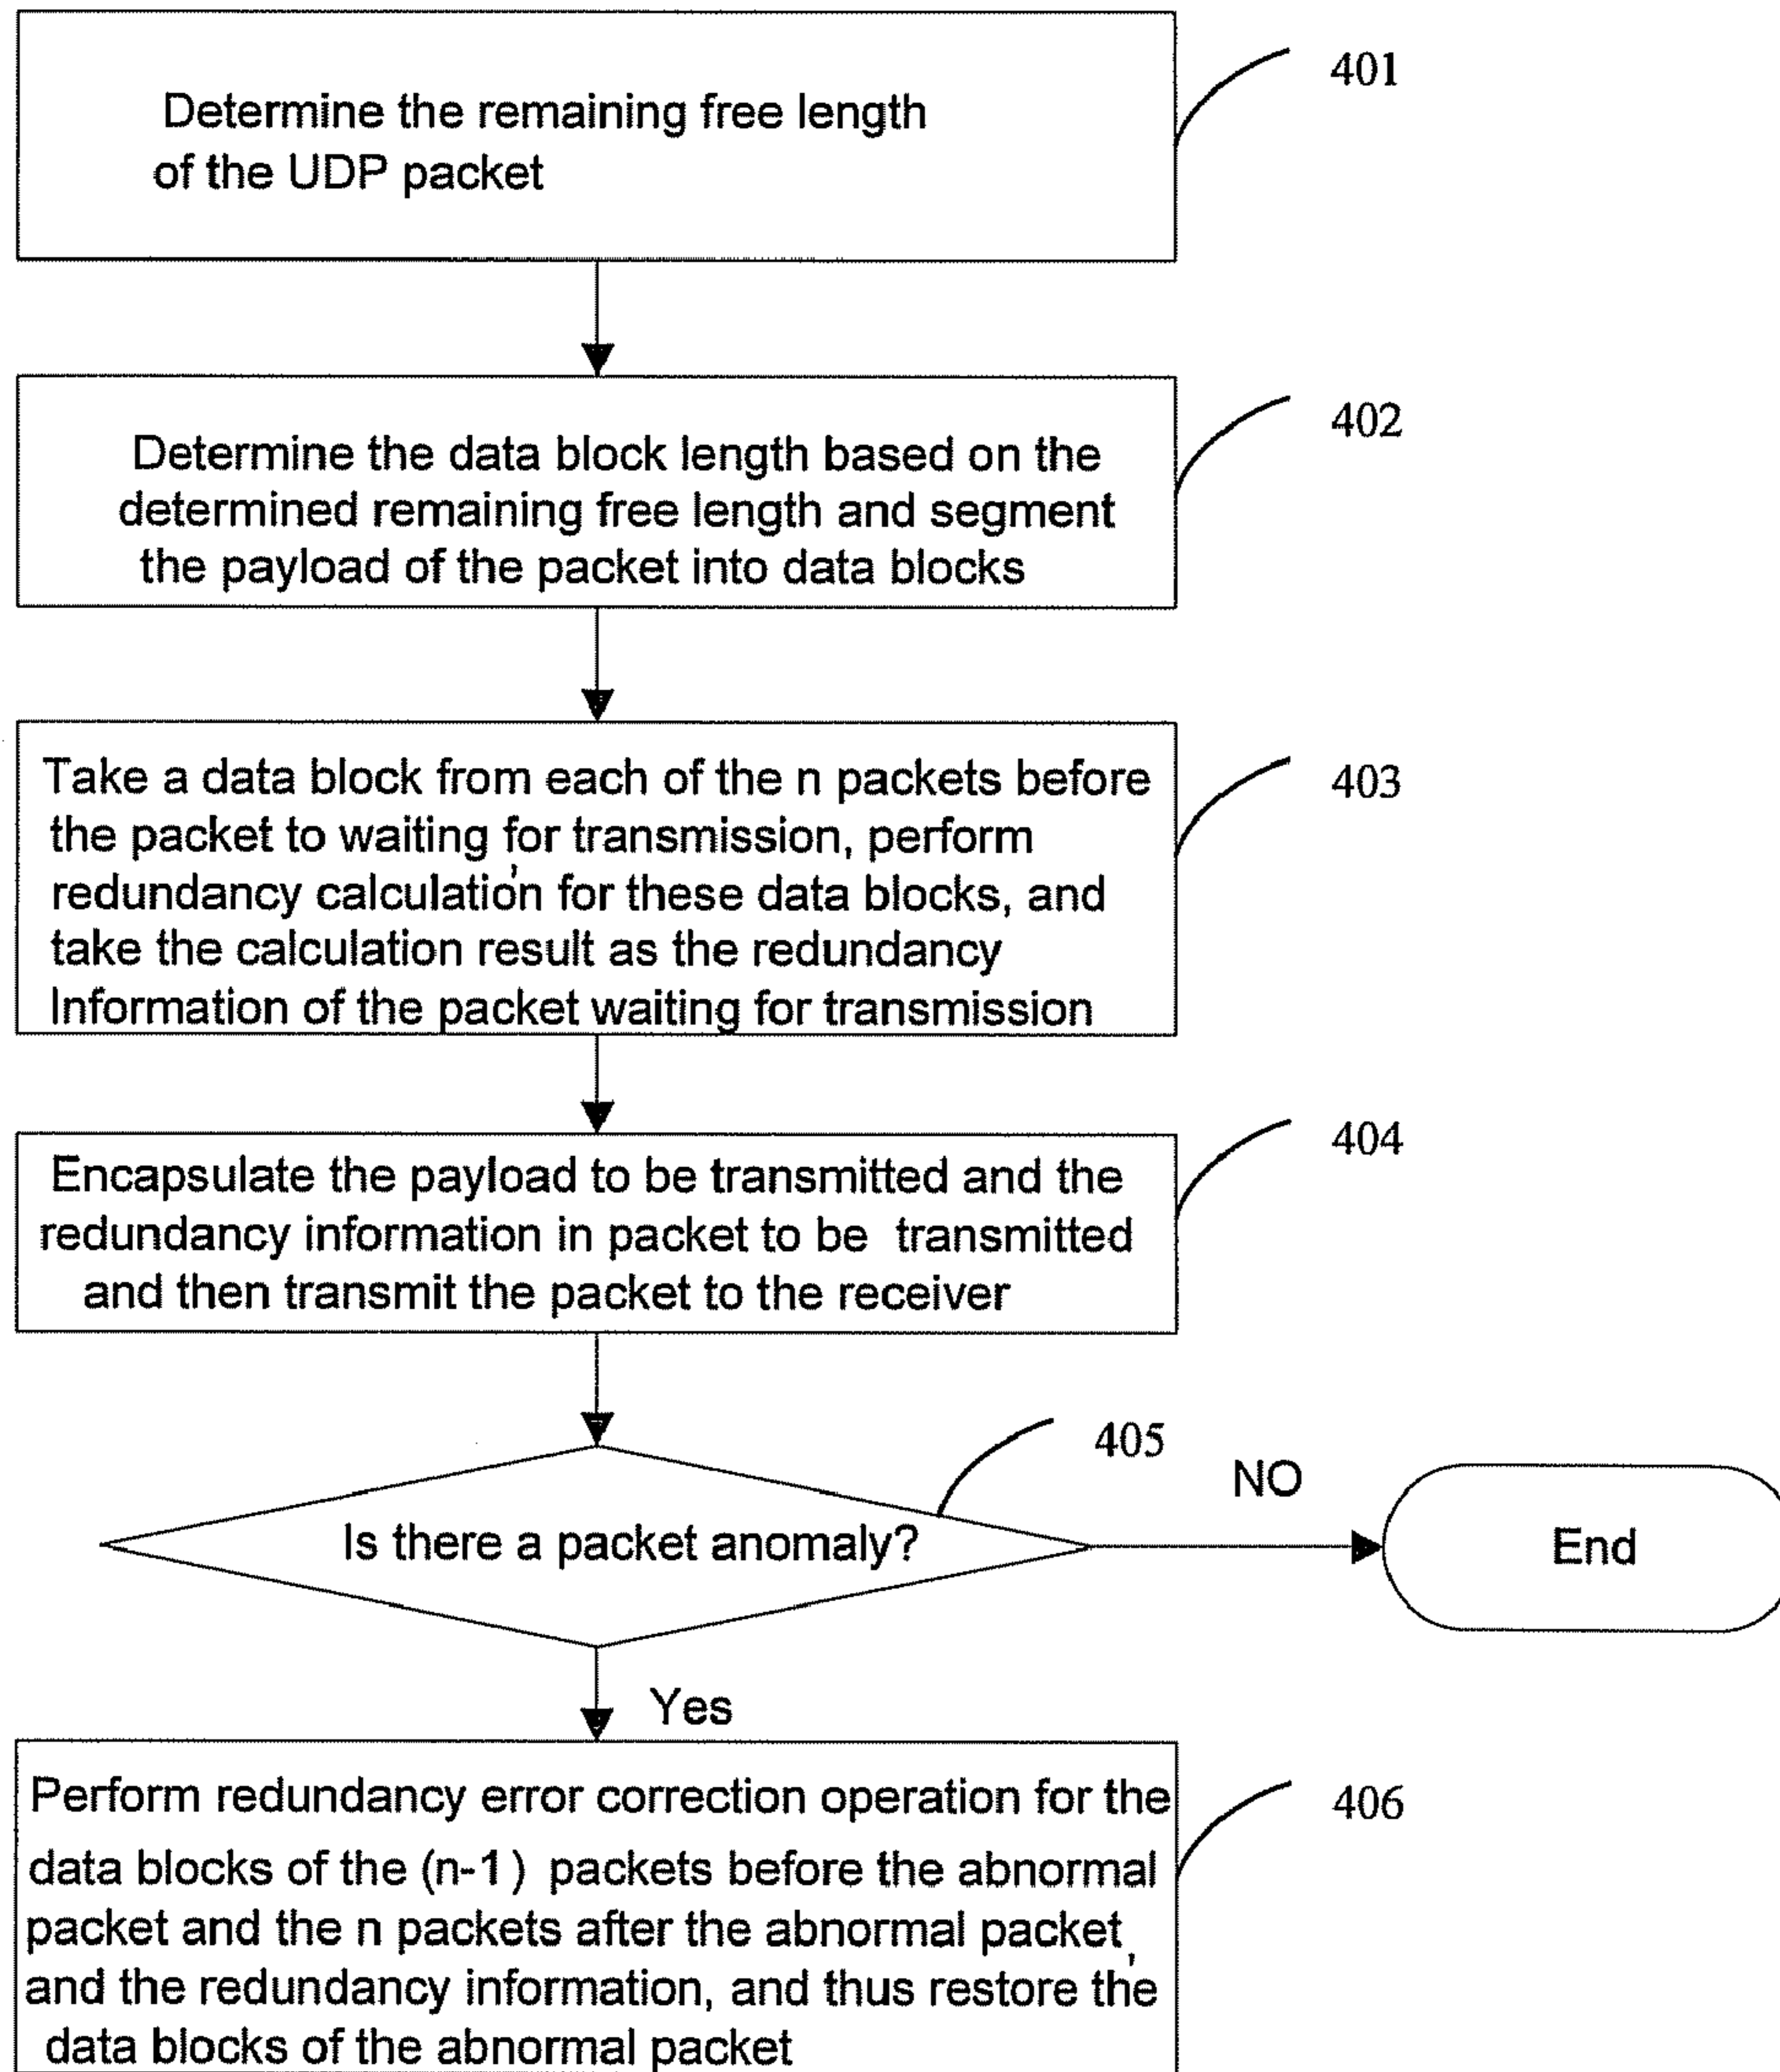 Determine the remaining free length
of the UDP packet
401
Determine the data block length based on the
determined remaining free length and segment
the payload of the packet into data blocks
402
Take a data block from each of the n packets before
the packet to waiting for transmission, perform
redundancy calculation for these data blocks, and
take the calculation result as the redundancy
Information of the packet waiting for transmission
403
Encapsulate the payload to be transmitted and the
redundancy information in packet to be transmitted
and then transmit the packet to the receiver
404
Is there a packet anomaly?
405
NO
End
Yes
Perform redundancy error correction operation for the
data blocks of the (n-1) packets before the abnormal
packet and the n packets after the abnormal packet,
and the redundancy information, and thus restore the
data blocks of the abnormal packet
406